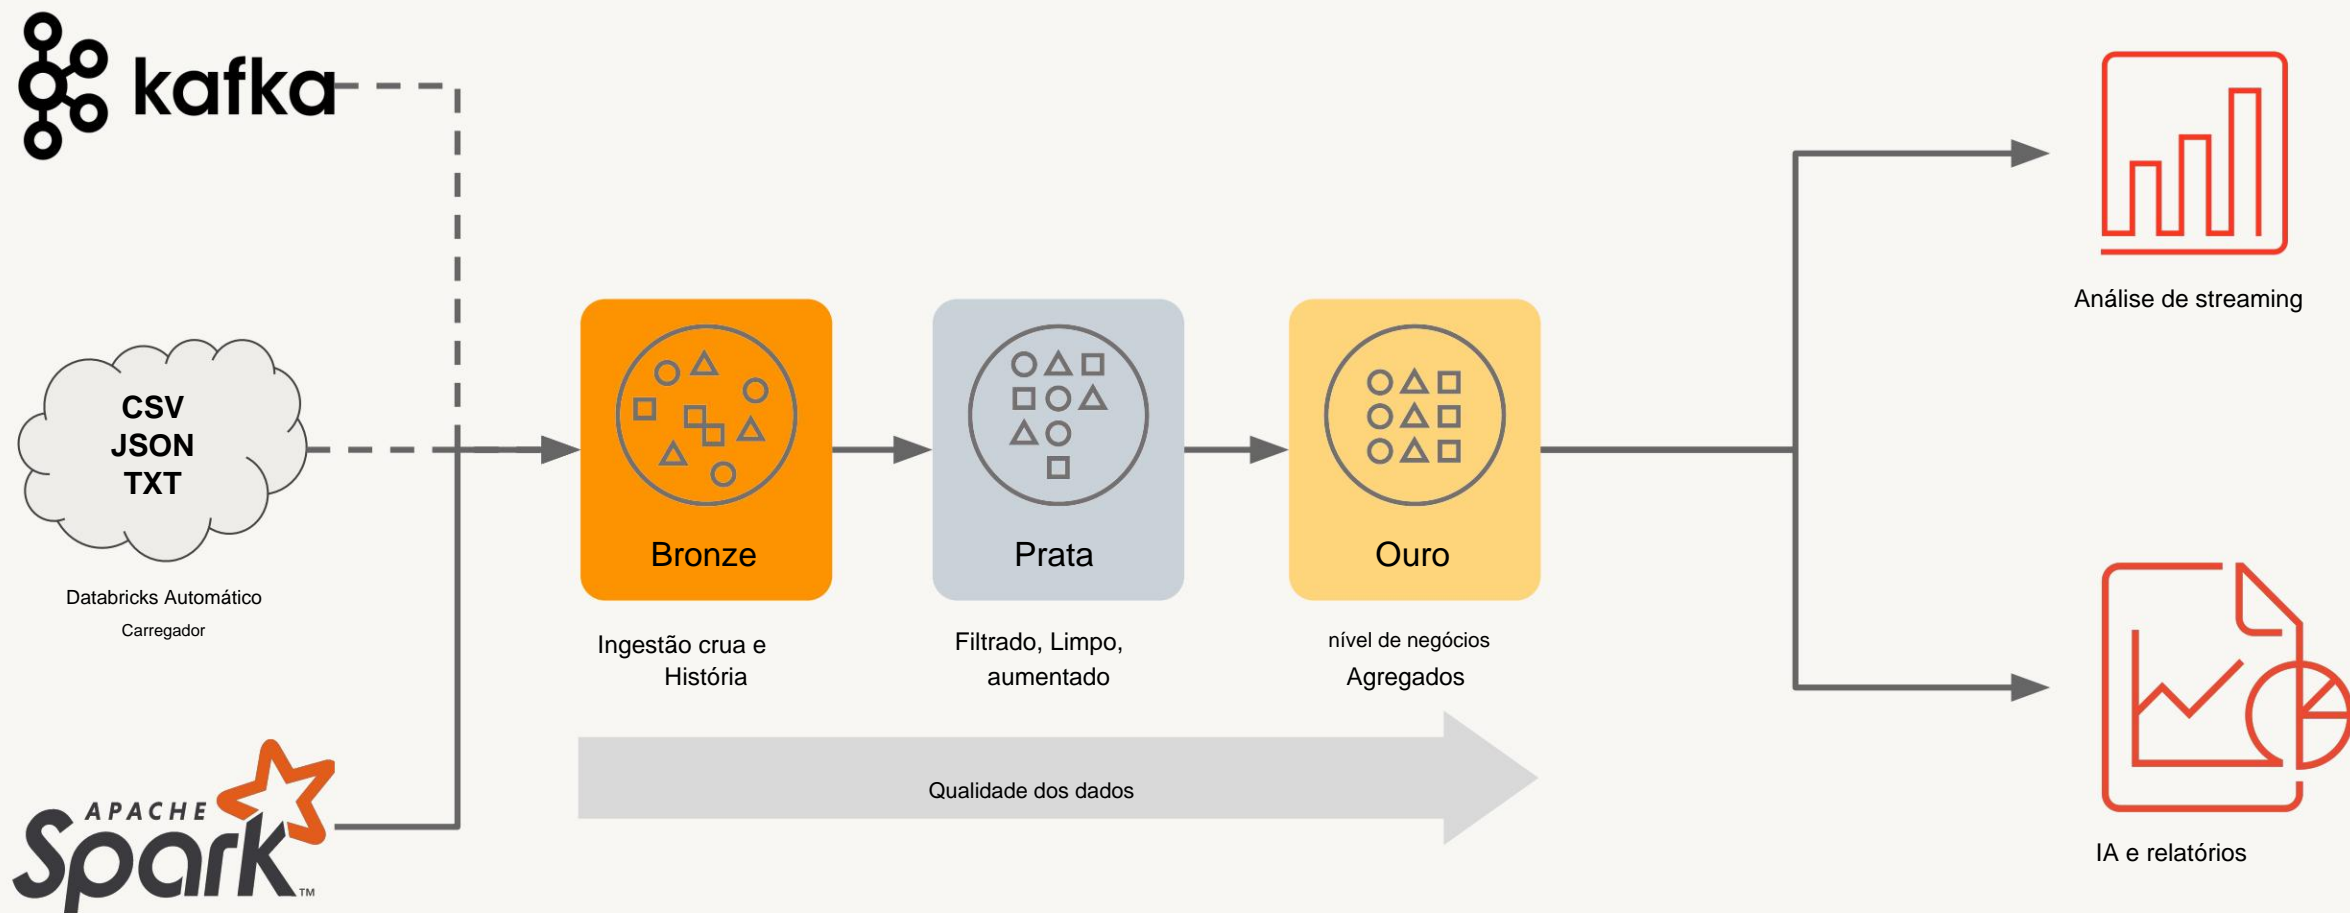 kafka
CSV
JSON
TXT
Databricks Automático
Carregador
APACHE
Spark
TM
Bronze
Ingestão crua e
História
Prata
Filtrado, Limpo,
aumentado
Ouro
nível de negócios
Agregados
Qualidade dos dados
Análise de streaming
IA e relatórios